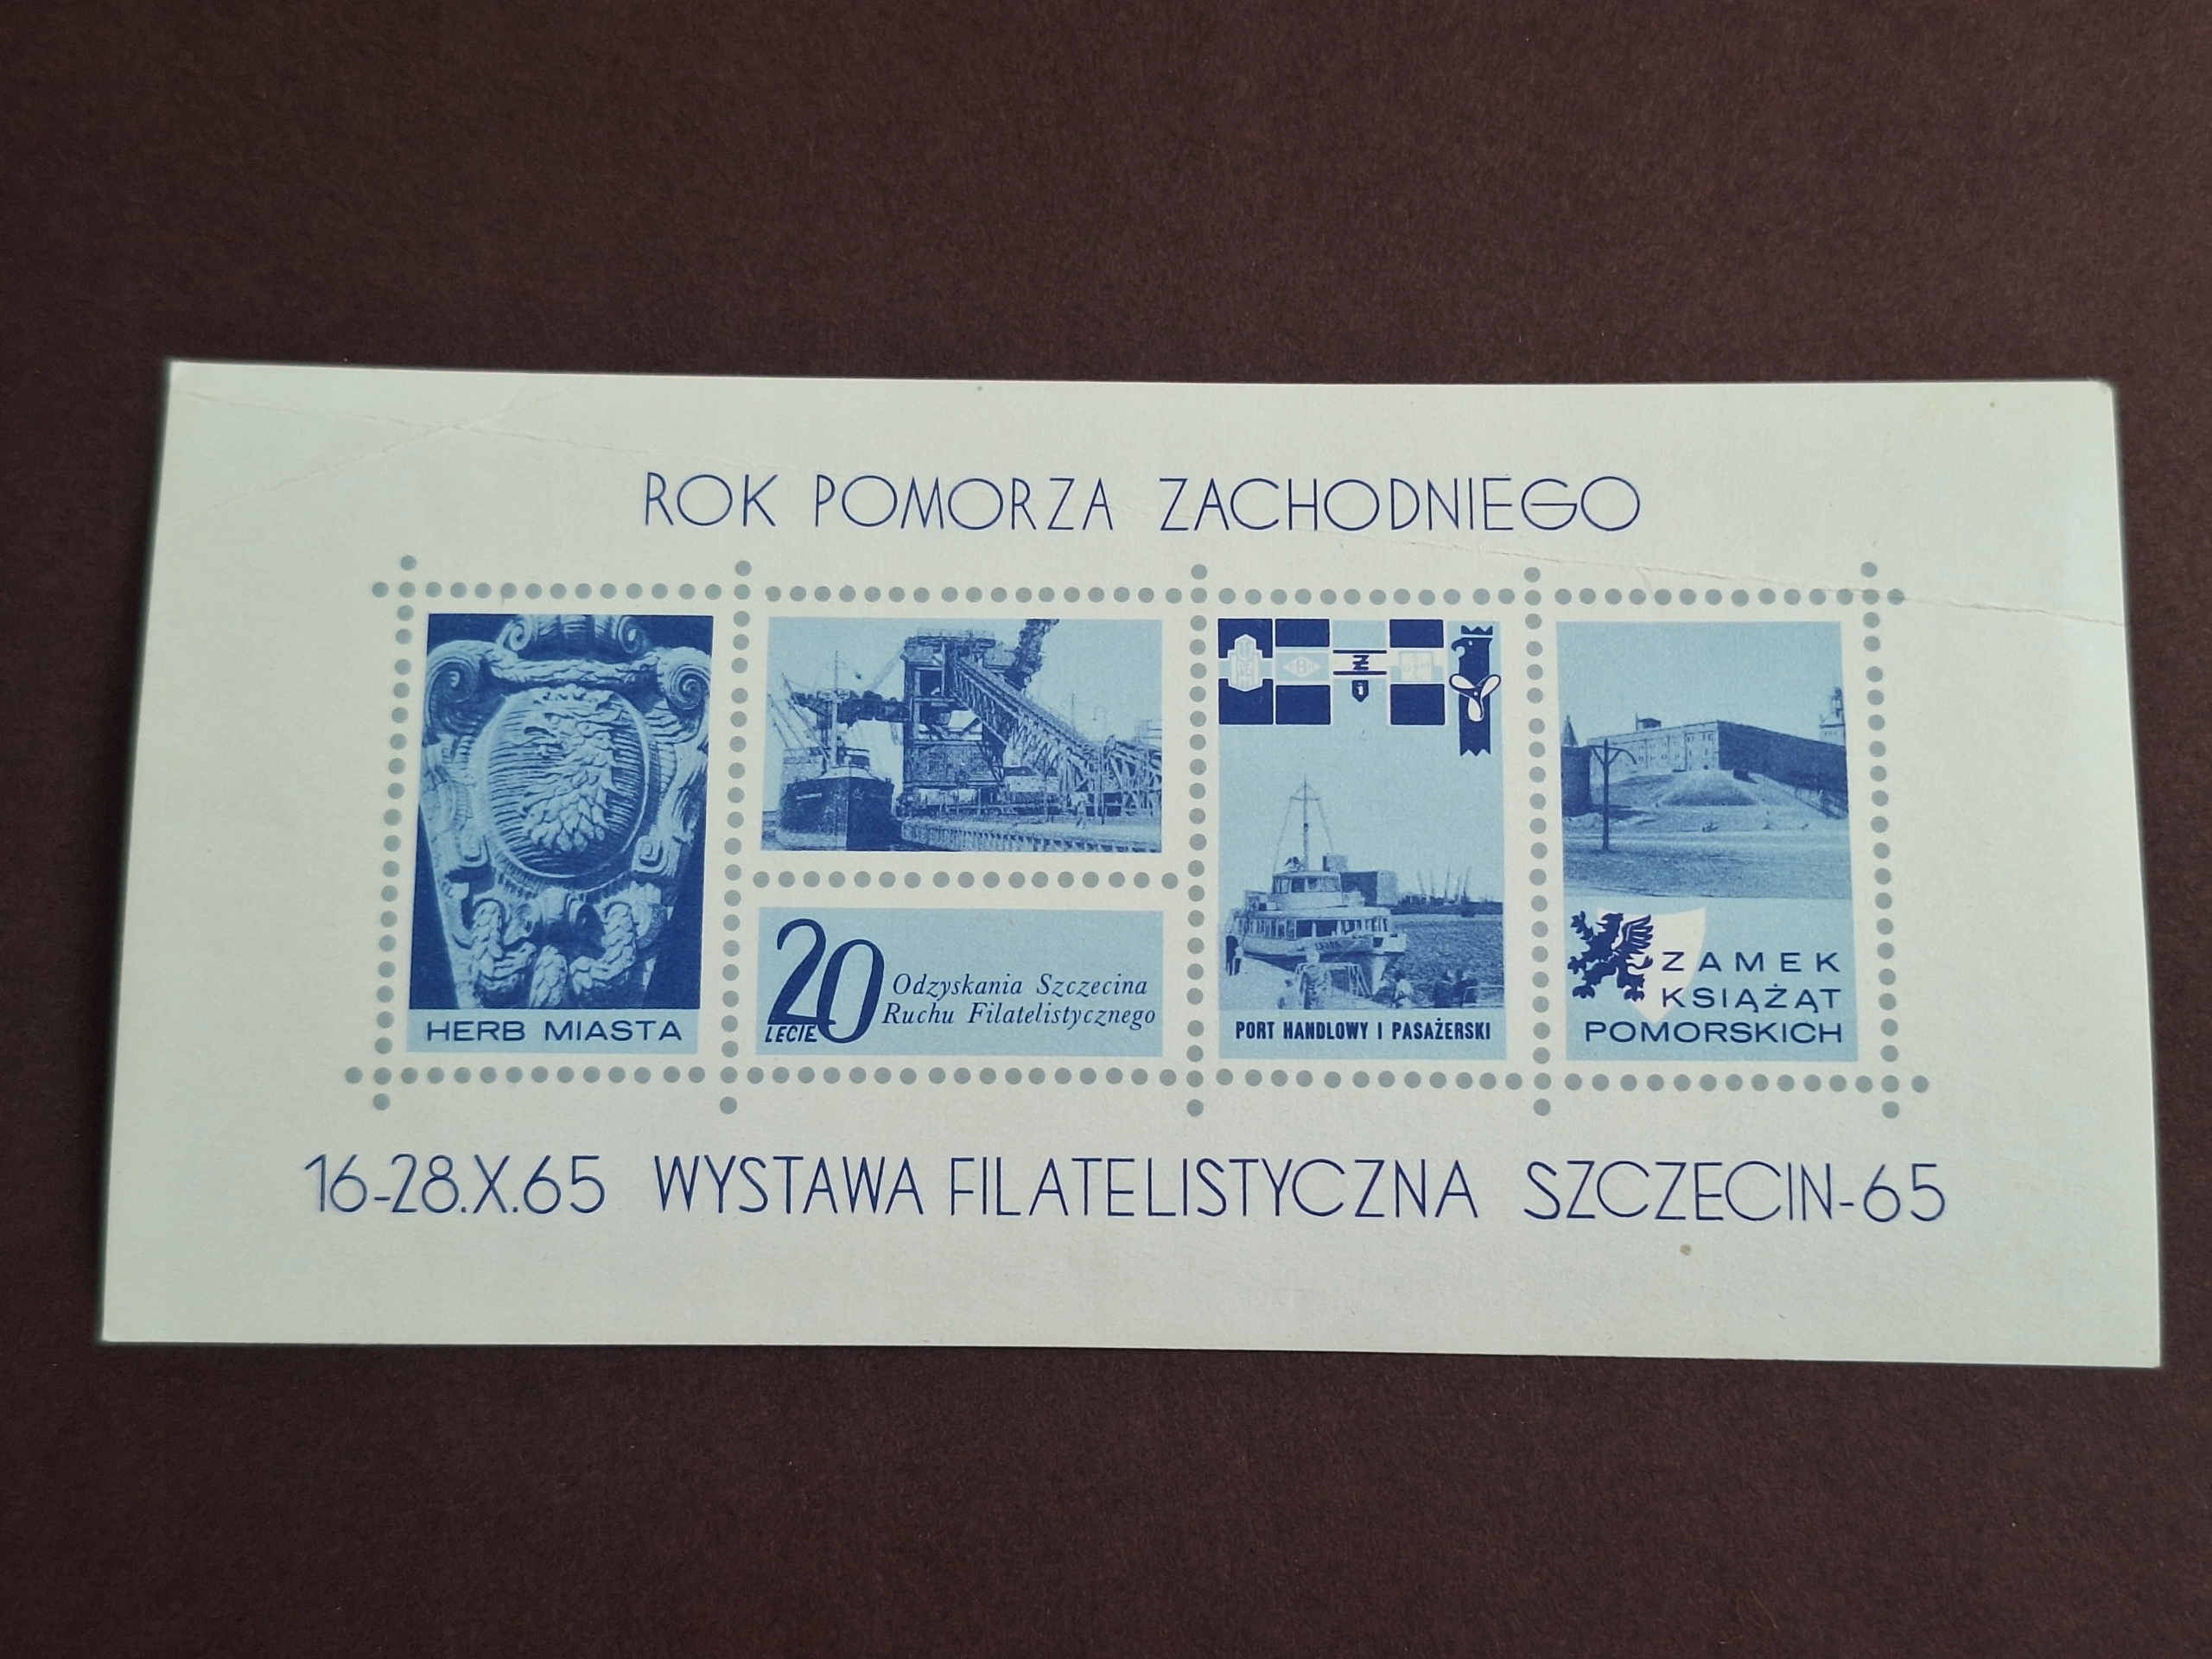 ROK POMORZA ZACHODNIEGO
HERB MIASTA
20
LECIE
Odzyskania Szczecina
Ruchu Filatelistycznego
PORT HANDLOWY I PASAŻERSKI
ZAMEK
KSIĄŻĄT
POMORSKICH
16-28.X.65 WYSTAWA FILATELISTYCZNA SZCZECIN-65